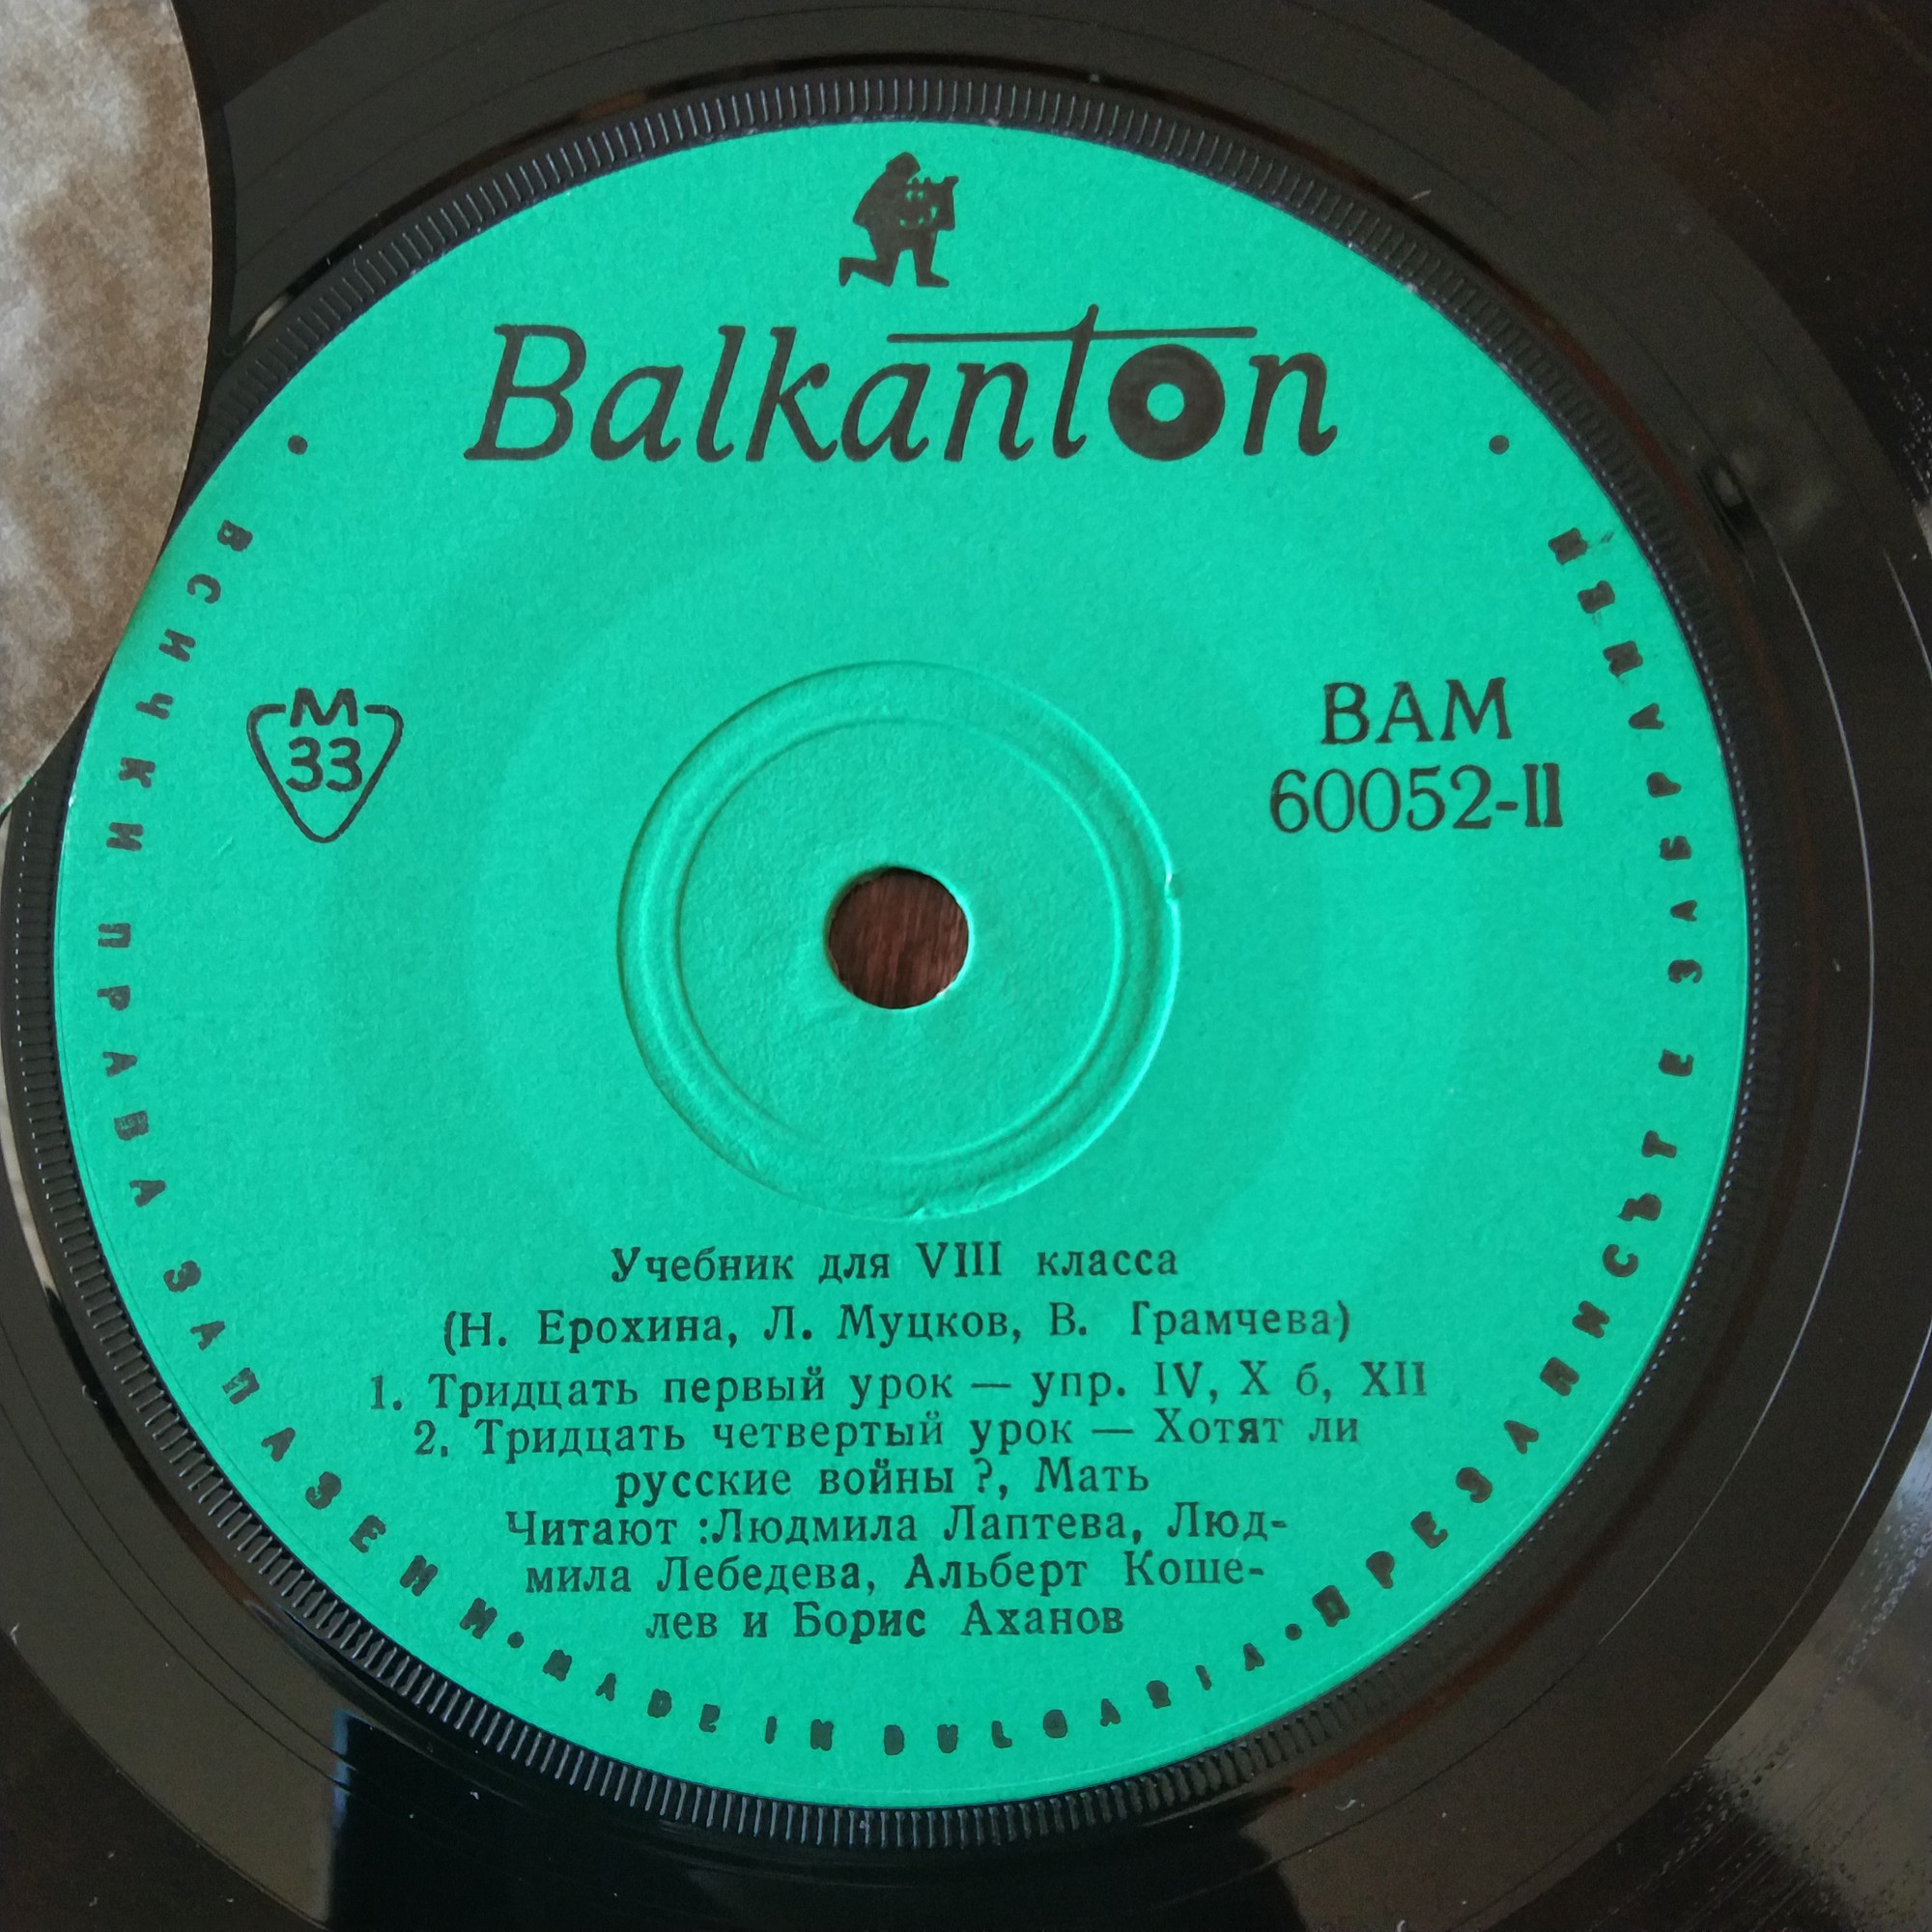 Balkanton
M
33
BAM
60052-II
Учебник для VIII класса
(Н. Ерохина, Л. Муцков, В. Грамчева)
1. Тридцать первый урок — упр. IV, X б, XII
2. Тридцать четвертый урок — Хотят ли
русские войны ?, Мать
Читают :Людмила Лаптева, Люд-
мила Лебедева, Альберт Коше-
лев и Борис Аханов
• ВСИЧКИ ПРАВА ЗАПАЗЕНИ • MADE IN BULGARIA • ПРЕЗАПИСЪТ Е ЗАБРАНЕН •